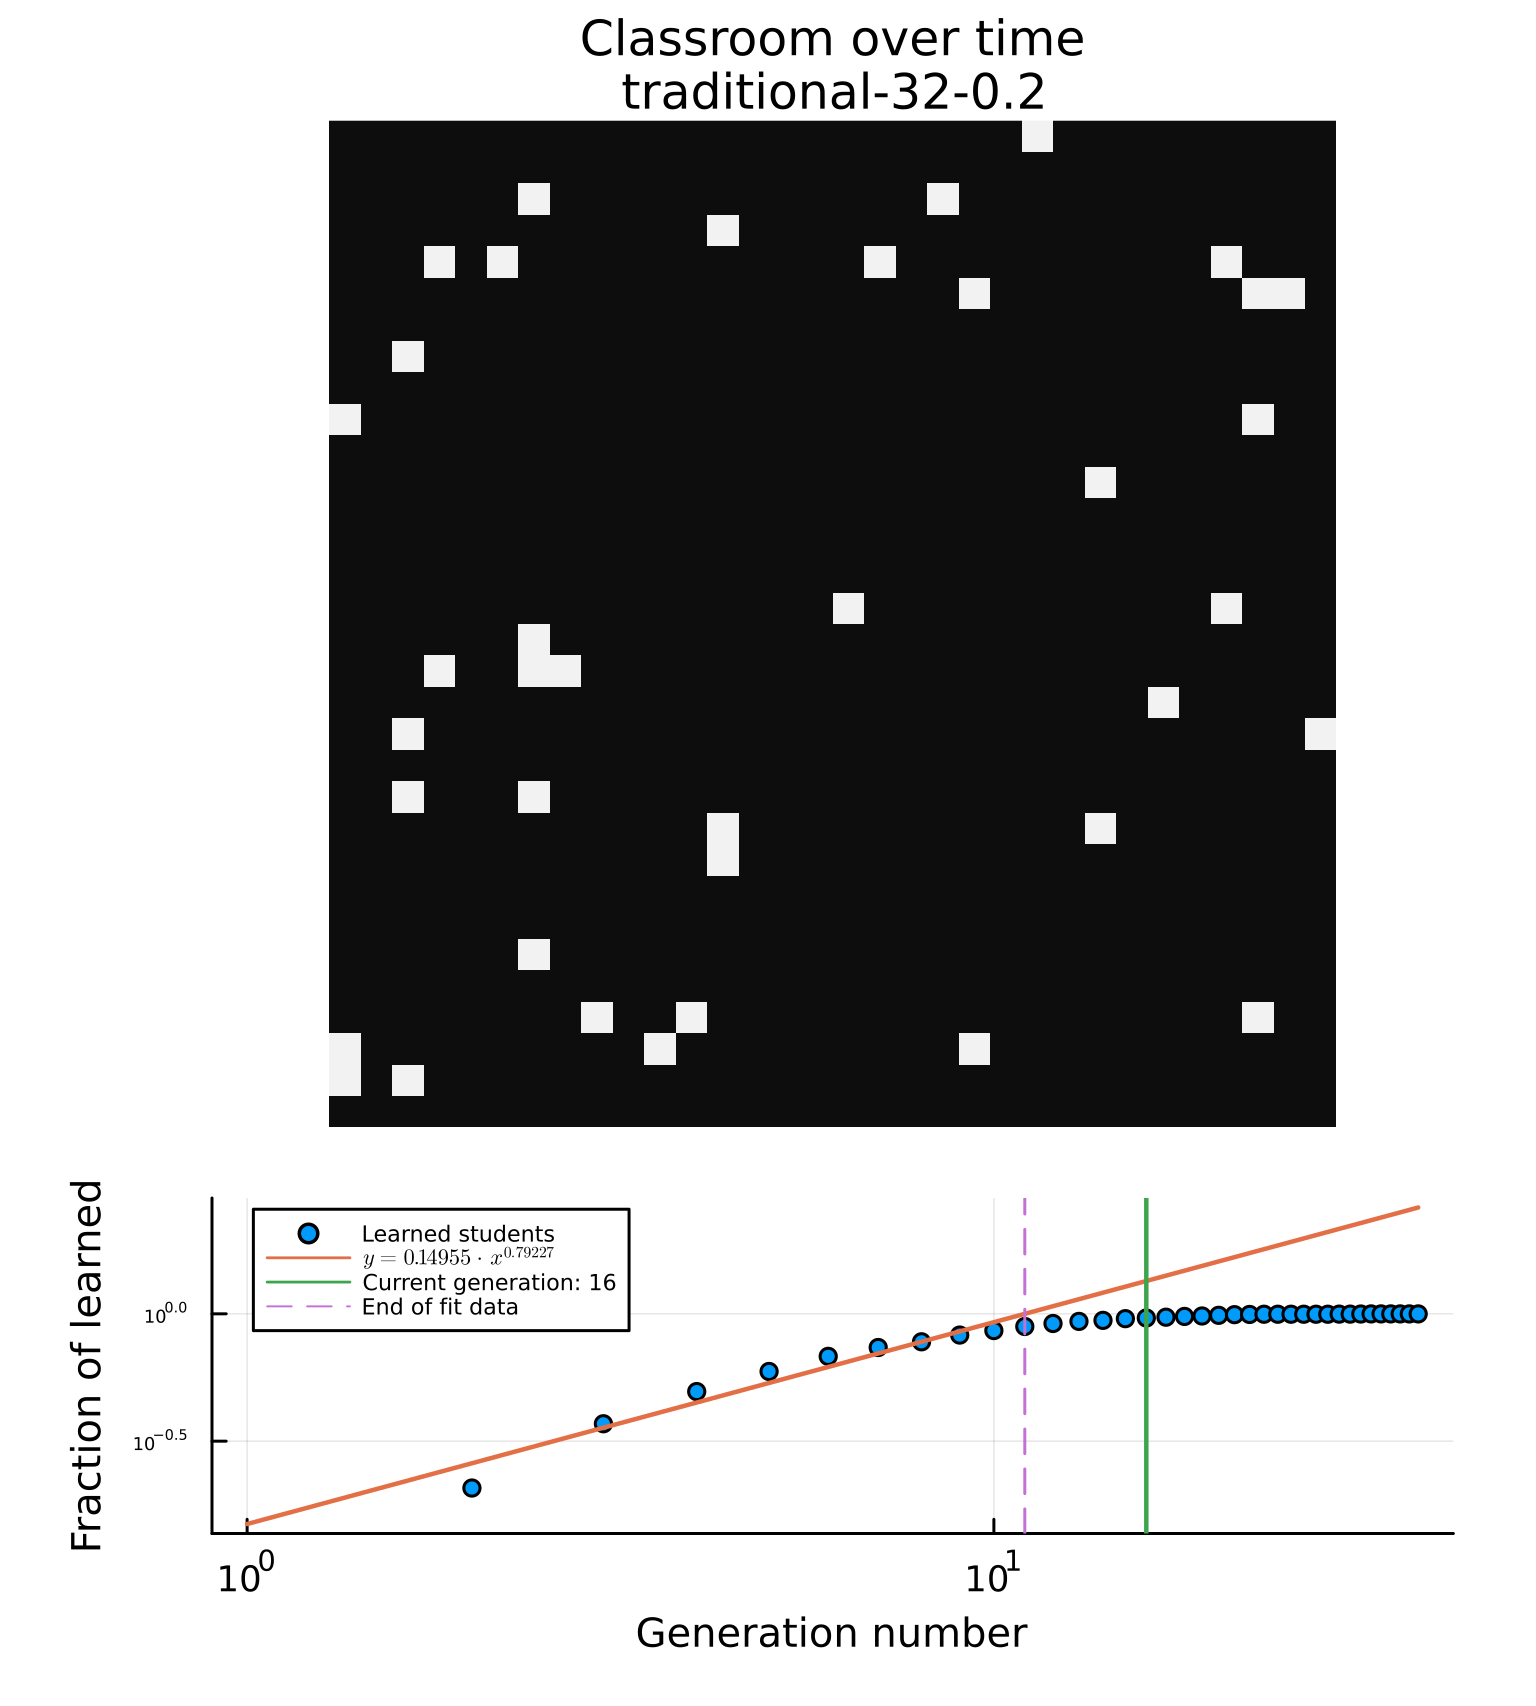 Classroom over time
traditional-32-0.2
Fraction of learned
Learned students
y = 0.14955 · x^0.79227
Current generation: 16
End of fit data
10^0.0
10^−0.5
10^0
10^1
Generation number